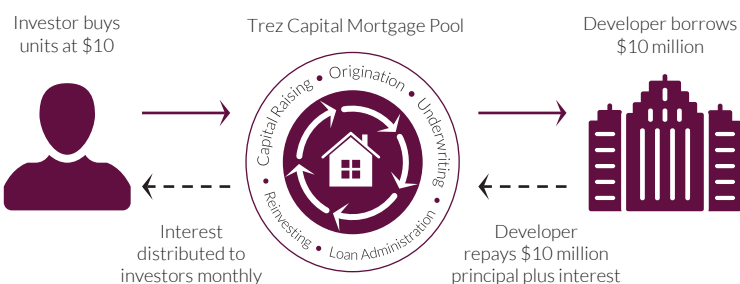 Investor buys
units at $10
Trez Capital Mortgage Pool
Developer borrows
$10 million
Capital Raising • Origination • Underwriting • Loan Administration • Reinvesting •
Interest
distributed to
investors monthly
Developer
repays $10 million
principal plus interest